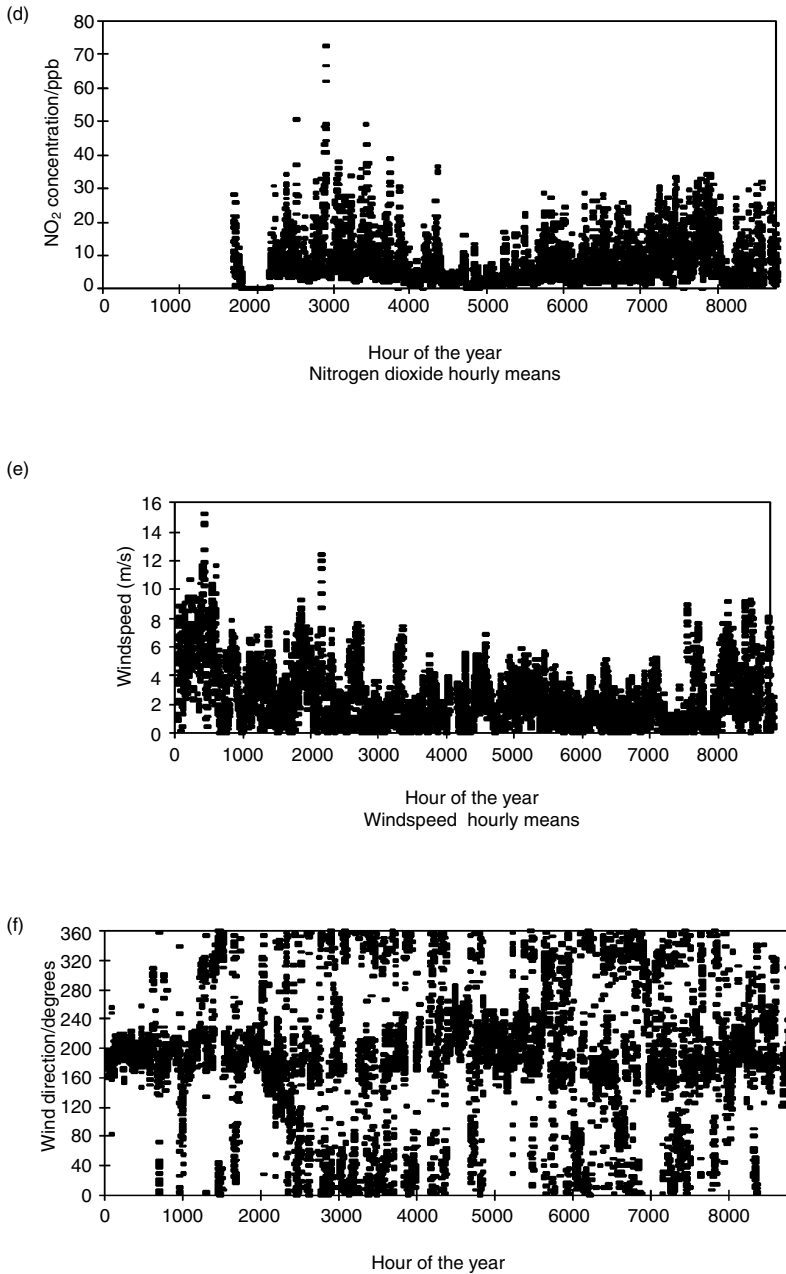 (d)
80
70
60
50
40
30
20
10
0
NO₂ concentration/ppb
0 1000 2000 3000 4000 5000 6000 7000 8000
Hour of the year
Nitrogen dioxide hourly means
(e)
16
14
12
10
8
6
4
2
0
Windspeed (m/s)
0 1000 2000 3000 4000 5000 6000 7000 8000
Hour of the year
Windspeed hourly means
(f)
360
320
280
240
200
160
120
80
40
0
Wind direction/degrees
0 1000 2000 3000 4000 5000 6000 7000 8000
Hour of the year